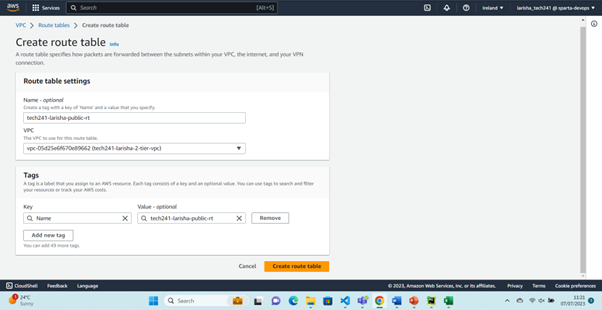 aws
Services
Search
[Alt+S]
Ireland
larisha_tech241 @ sparta-devops
VPC > Route tables > Create route table
Create route table Info
A route table specifies how packets are forwarded between the subnets within your VPC, the internet, and your VPN
connection.
Route table settings
Name - optional
Create a tag with a key of 'Name' and a value that you specify.
tech241-larisha-public-rt
VPC
The VPC to use for this route table.
vpc-05d25e6f670e89662 (tech241-larisha-2-tier-vpc)
Tags
A tag is a label that you assign to an AWS resource. Each tag consists of a key and an optional value. You can use tags to search and filter
your resources or track your AWS costs.
Key
Value - optional
Name
tech241-larisha-public-rt
Remove
Add new tag
You can add 49 more tags.
Cancel
Create route table
CloudShell
Feedback
Language
© 2023, Amazon Web Services, Inc. or its affiliates.
Privacy
Terms
Cookie preferences
24°C
Sunny
Search
11:21
07/07/2023